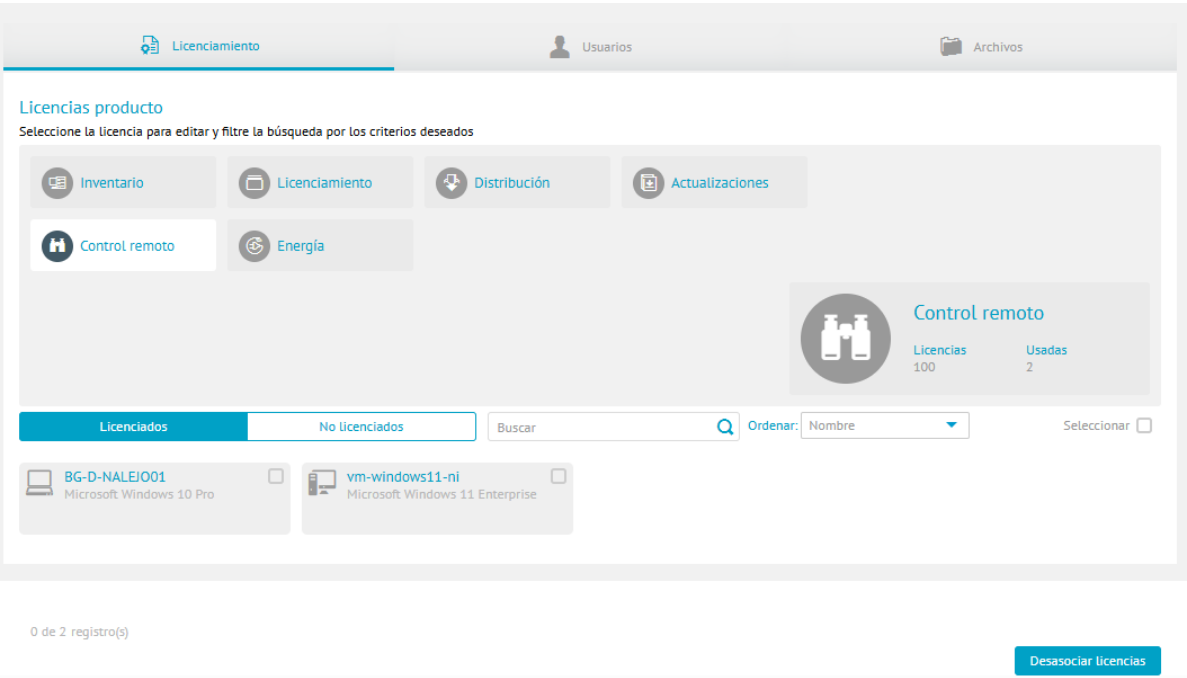 Licenciamiento
Usuarios
Archivos
Licencias producto
Seleccione la licencia para editar y filtre la búsqueda por los criterios deseados
Inventario
Licenciamiento
Distribución
Actualizaciones
Control remoto
Energía
Control remoto
Licencias
Usadas
100
2
Licenciados
No licenciados
Buscar
Ordenar:
Nombre
Seleccionar
BG-D-NALEJO01
Microsoft Windows 10 Pro
vm-windows11-ni
Microsoft Windows 11 Enterprise
0 de 2 registro(s)
Desasociar licencias